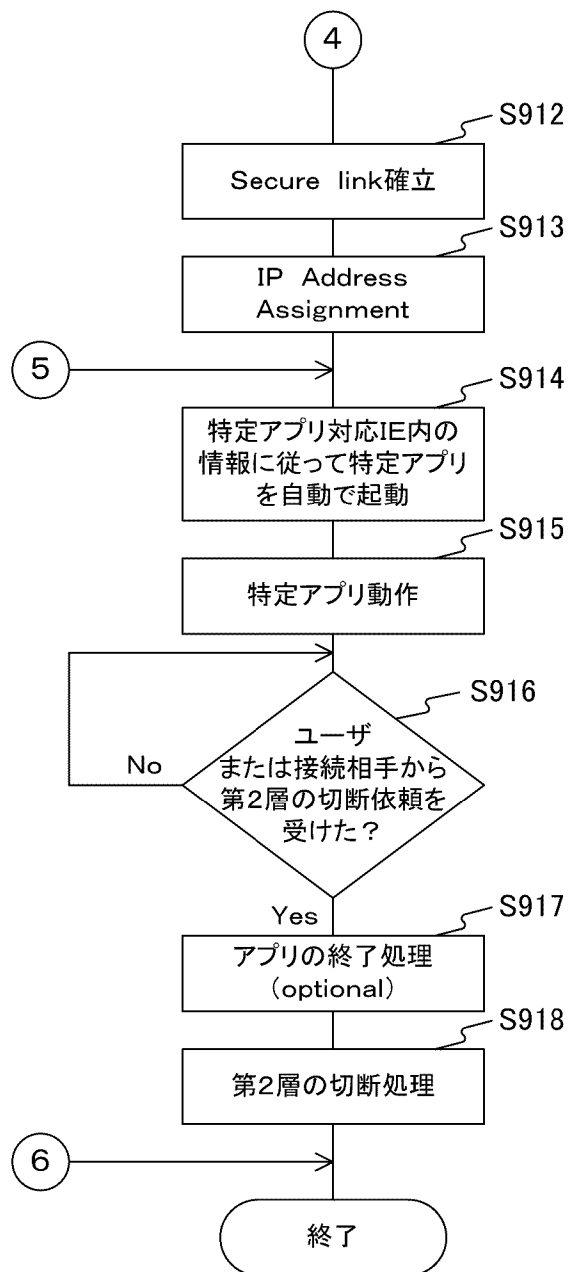 4
S912
Secure link確立
S913
IP Address
Assignment
5
S914
特定アプリ対応IE内の
情報に従って特定アプリ
を自動で起動
S915
特定アプリ動作
S916
ユーザ
または接続相手から
第2層の切断依頼を
受けた?
No
Yes
S917
アプリの終了処理
(optional)
S918
第2層の切断処理
6
終了